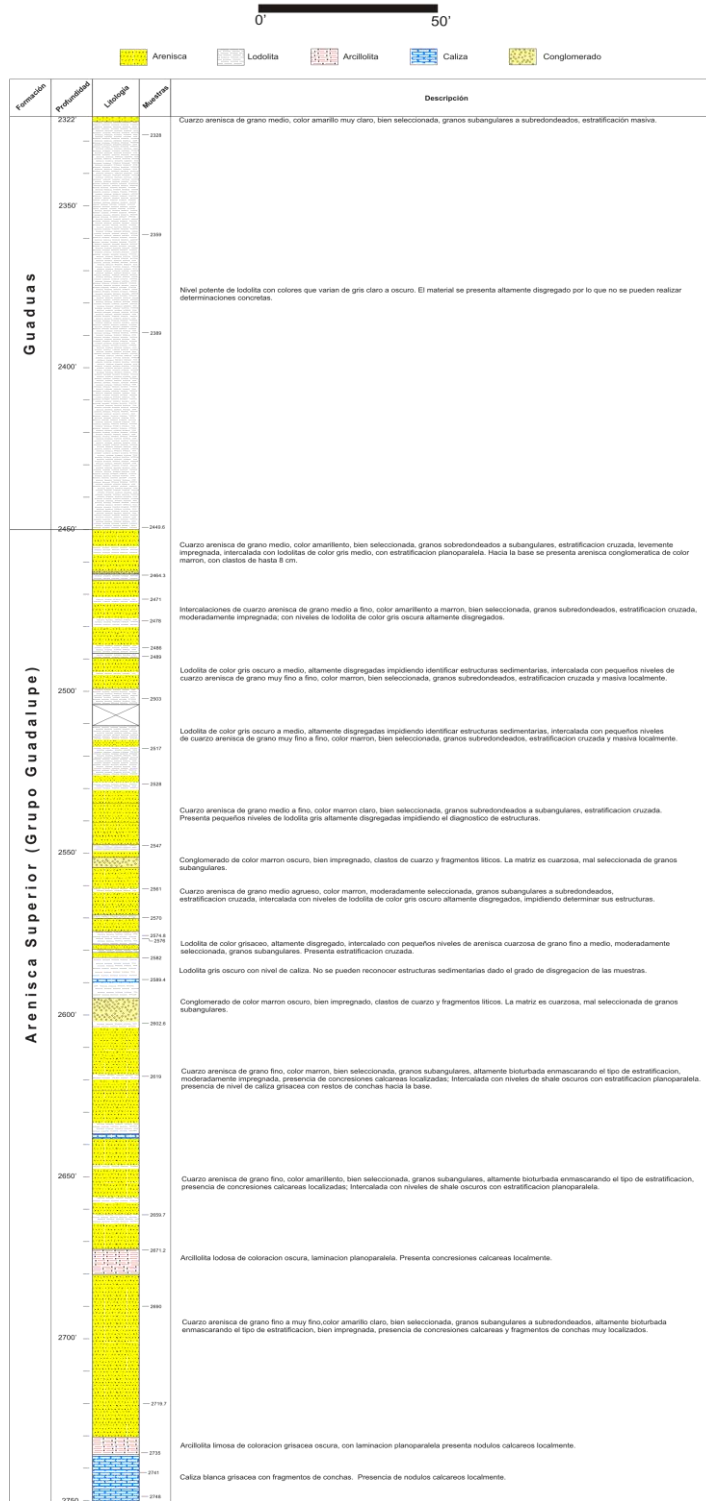 0' 50'
Arenisca Lodolita Arcillolita Caliza Conglomerado
Formación Profundidad Litología Muestras Descripción
2322' Cuarzo arenisca de grano medio, color amarillo muy claro, bien seleccionada, granos subangulares a subredondeados, estratificación masiva.
2328
2350'
2359
Guaduas
Nivel potente de lodolita con colores que varian de gris claro a oscuro. El material se presenta altamente disgregado por lo que no se pueden realizar
determinaciones concretas.
2389
2400'
2449.6
2450'
Cuarzo arenisca de grano medio, color amarillento, bien seleccionada, granos sobredondeados a subangulares, estratificación cruzada, levemente
impregnada, intercalada con lodolitas de color gris medio, con estratificacion planoparalela. Hacia la base se presenta arenisca conglomeratica de color
marron, con clastos de hasta 8 cm.
2464.3
2471
Intercalaciones de cuarzo arenisca de grano medio a fino, color amarillento a marron, bien seleccionada, granos subredondeados, estratificacion cruzada,
moderadamente impregnada; con niveles de lodolita de color gris oscura altamente disgregados.
2489
Lodolita de color gris oscuro a medio, altamente disgregadas impidiendo identificar estructuras sedimentarias, intercalada con pequeños niveles de
cuarzo arenisca de grano muy fino a fino, color marron, bien seleccionada, granos subredondeados, estratificacion cruzada y masiva localmente.
2500'
2503
Lodolita de color gris oscuro a medio, altamente disgregadas impidiendo identificar estructuras sedimentarias, intercalada con pequeños niveles
de cuarzo arenisca de grano muy fino a fino, color marron, bien seleccionada, granos subredondeados, estratificacion cruzada y masiva localmente.
2517
Arenisca Superior (Grupo Guadalupe)
Cuarzo arenisca de grano medio a fino, color marron claro, bien seleccionada, granos subredondeados a subangulares, estratificacion cruzada.
Presenta pequeños niveles de lodolita gris altamente disgregadas impidiendo el diagnostico de estructuras.
2547
2550'
Conglomerado de color marron oscuro, bien impregnado, clastos de cuarzo y fragmentos liticos. La matriz es cuarzosa, mal seleccionada de granos
subangulares.
2561
Cuarzo arenisca de grano medio agrueso, color marron, moderadamente seleccionada, granos subangulares a subredondeados,
estratificacion cruzada, intercalada con niveles de lodolita de color gris oscuro altamente disgregados, impidiendo determinar sus estructuras.
2570
2574.8
2576
Lodolita de color grisaceo, altamente disgregado, intercalado con pequeños niveles de arenisca cuarzosa de grano fino a medio, moderadamente
seleccionada, granos subangulares. Presenta estratificacion cruzada.
2582
Lodolita gris oscuro con nivel de caliza. No se pueden reconocer estructuras sedimentarias dado el grado de disgregacion de las muestras.
2589.4
Conglomerado de color marron oscuro, bien impregnado, clastos de cuarzo y fragmentos liticos. La matriz es cuarzosa, mal seleccionada de granos
subangulares.
2600'
2602.6
2619
Cuarzo arenisca de grano fino, color marron, bien seleccionada, granos subangulares, altamente bioturbada enmascarando el tipo de estratificacion,
moderadamente impregnada, presencia de concresiones calcareas localizadas; Intercalada con niveles de shale oscuros con estratificacion planoparalela.
presencia de nivel de caliza grisacea con restos de conchas hacia la base.
2650'
Cuarzo arenisca de grano fino, color amarillento, bien seleccionada, granos subangulares, altamente bioturbada enmascarando el tipo de estratificacion,
presencia de concresiones calcareas localizadas; Intercalada con niveles de shale oscuros con estratificacion planoparalela.
2659.7
2671.2
Arcillolita lodosa de coloracion oscura, laminacion planoparalela. Presenta concresiones calcareas localmente.
2690
2700'
Cuarzo arenisca de grano fino a muy fino,color amarillo claro, bien seleccionada, granos subangulares a subredondeados, altamente bioturbada
enmascarando el tipo de estratificacion, bien impregnada, presencia de concresiones calcareas y fragmentos de conchas muy localizados.
Arcillolita limosa de coloracion grisacea oscura, con laminacion planoparalela presenta nodulos calcareos localmente.
2735
2741
Caliza blanca grisacea con fragmentos de conchas. Presencia de nodulos calcareos localmente.
2748
2750